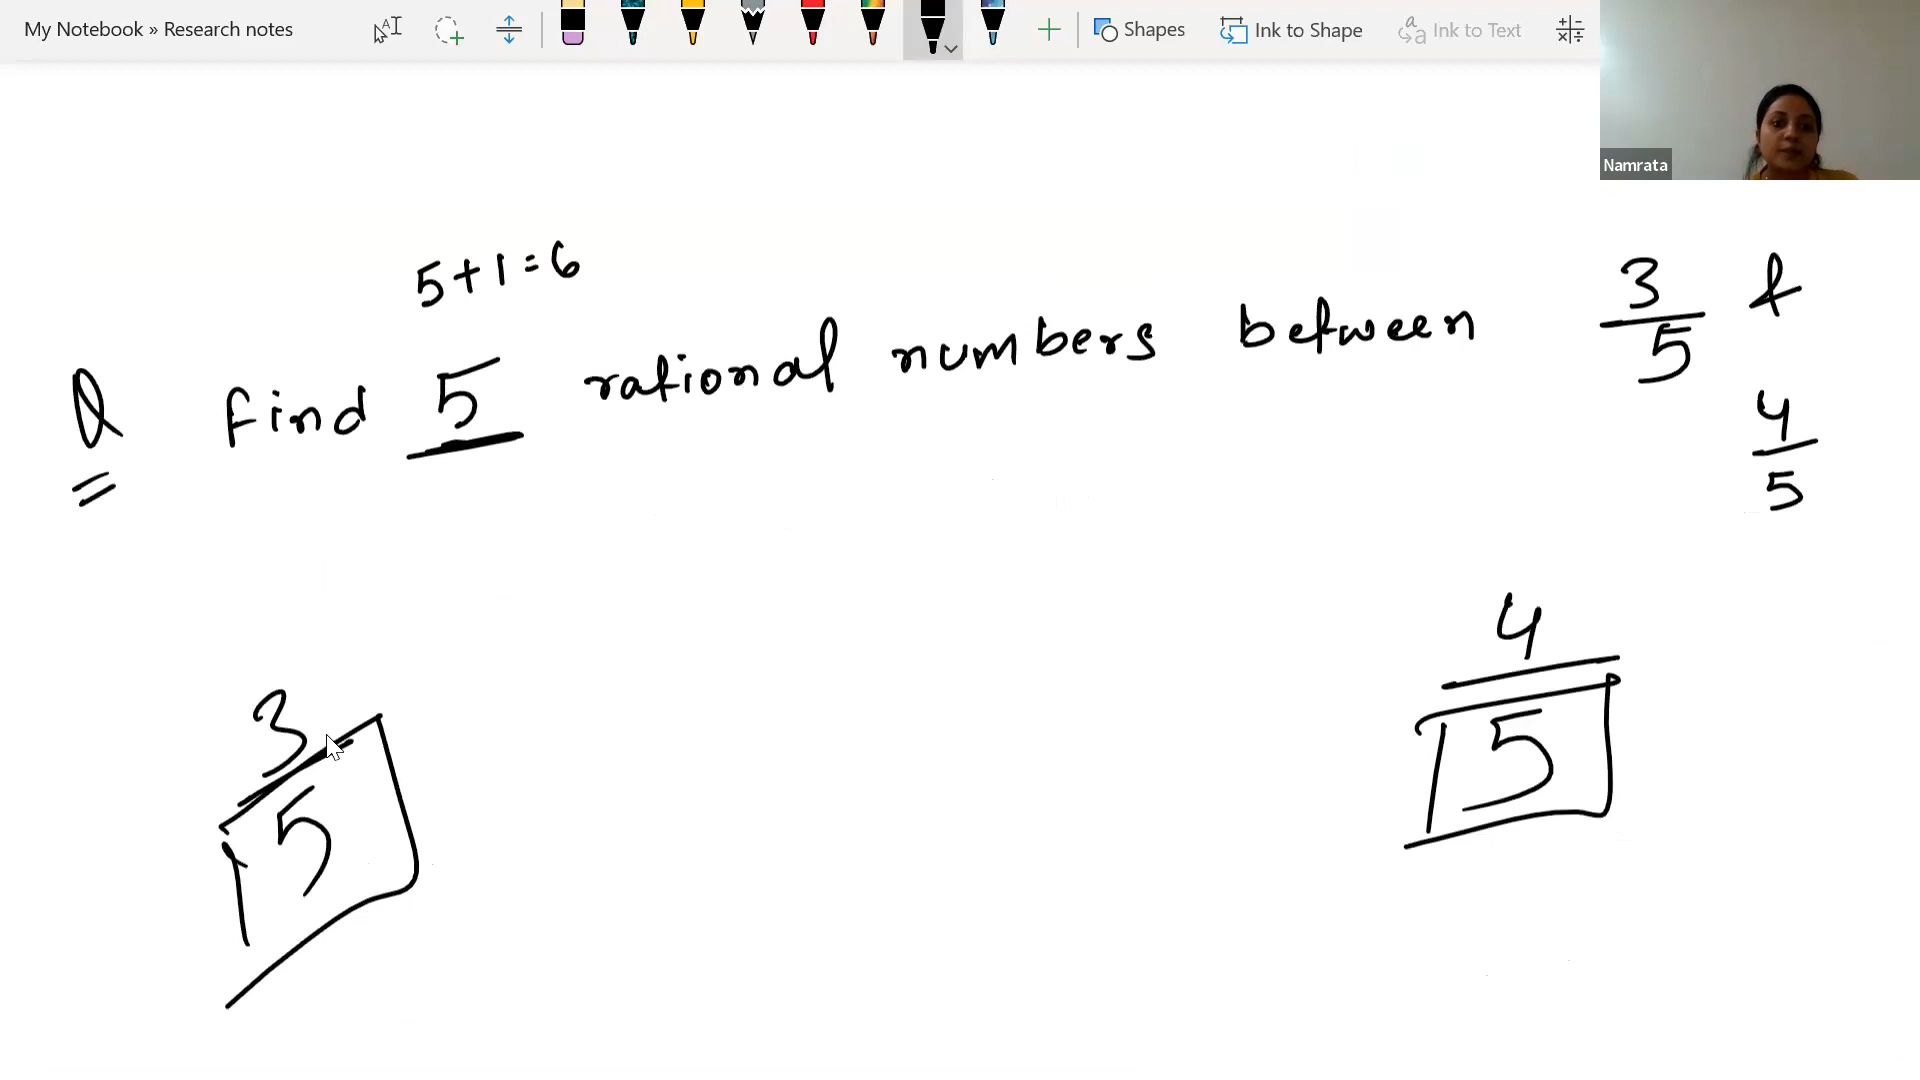 My Notebook » Research notes
Shapes
Ink to Shape
Ink to Text
Namrata
5+1=6
Q Find 5 rational numbers between 3/5 &
4/5
3/5
4/5